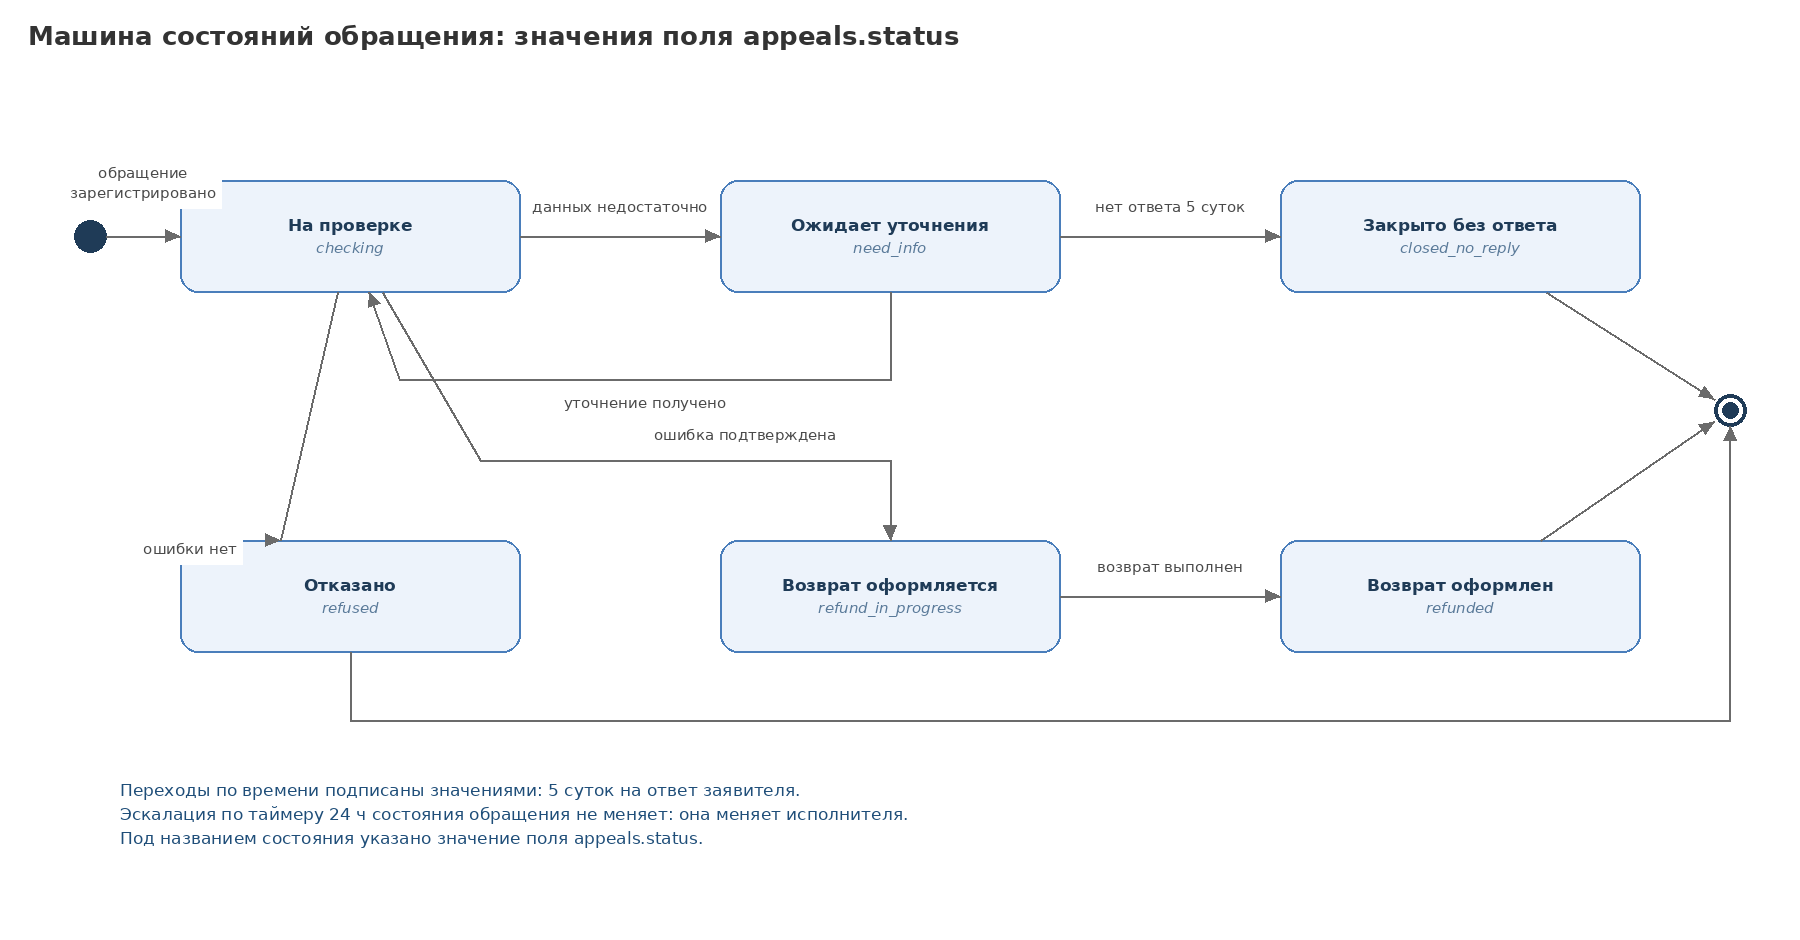 Машина состояний обращения: значения поля appeals.status
обращение
зарегистрировано
На проверке
checking
данных недостаточно
Ожидает уточнения
need_info
нет ответа 5 суток
Закрыто без ответа
closed_no_reply
уточнение получено
ошибка подтверждена
ошибки нет
Отказано
refused
Возврат оформляется
refund_in_progress
возврат выполнен
Возврат оформлен
refunded
Переходы по времени подписаны значениями: 5 суток на ответ заявителя.
Эскалация по таймеру 24 ч состояния обращения не меняет: она меняет исполнителя.
Под названием состояния указано значение поля appeals.status.